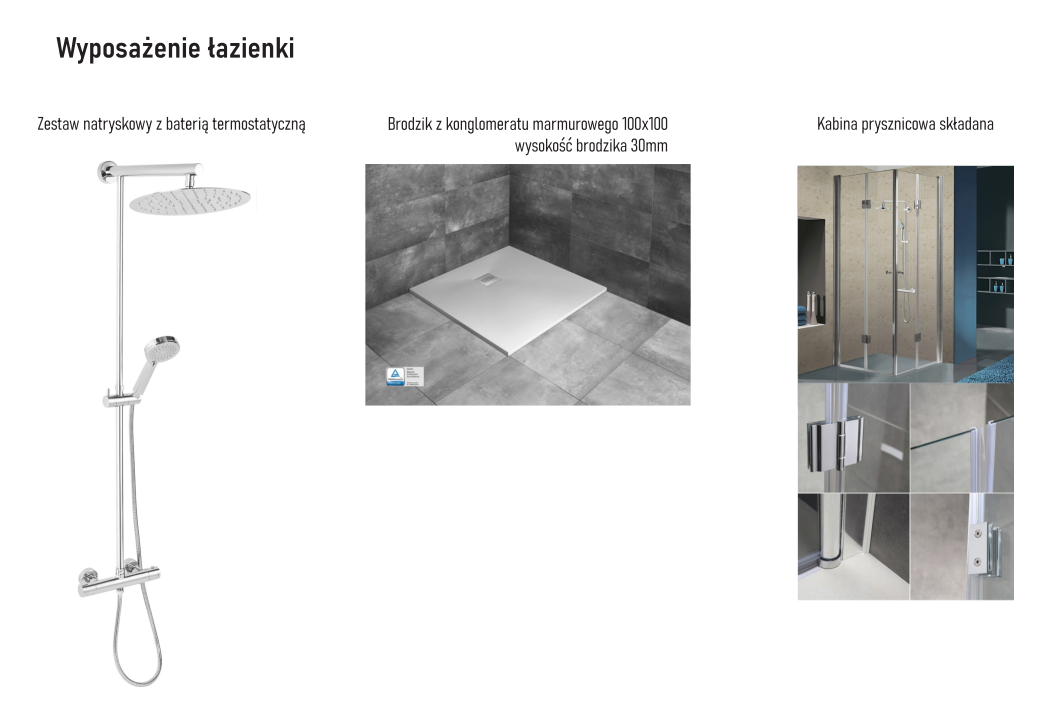 Wyposażenie łazienki
Zestaw natryskowy z baterią termostatyczną
Brodzik z konglomeratu marmurowego 100x100
wysokość brodzika 30mm
Kabina prysznicowa składana